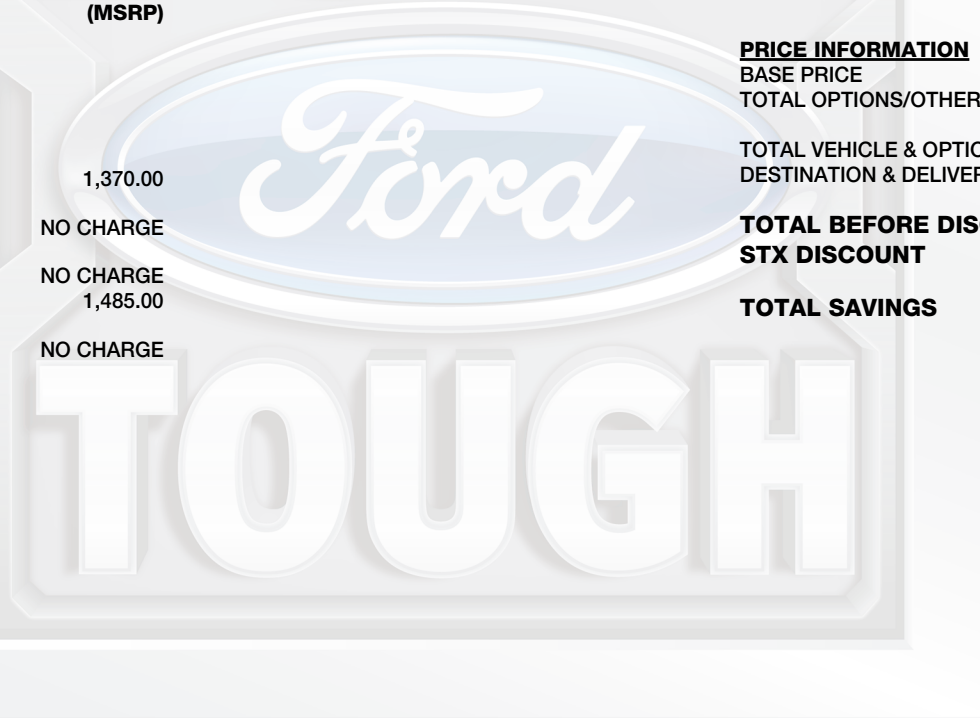 (MSRP)
1,370.00
NO CHARGE
NO CHARGE
1,485.00
NO CHARGE
PRICE INFORMATION
BASE PRICE
TOTAL OPTIONS/OTHER
TOTAL VEHICLE & OPTIO
DESTINATION & DELIVER
TOTAL BEFORE DIS
STX DISCOUNT
TOTAL SAVINGS
Ford
TOUGH